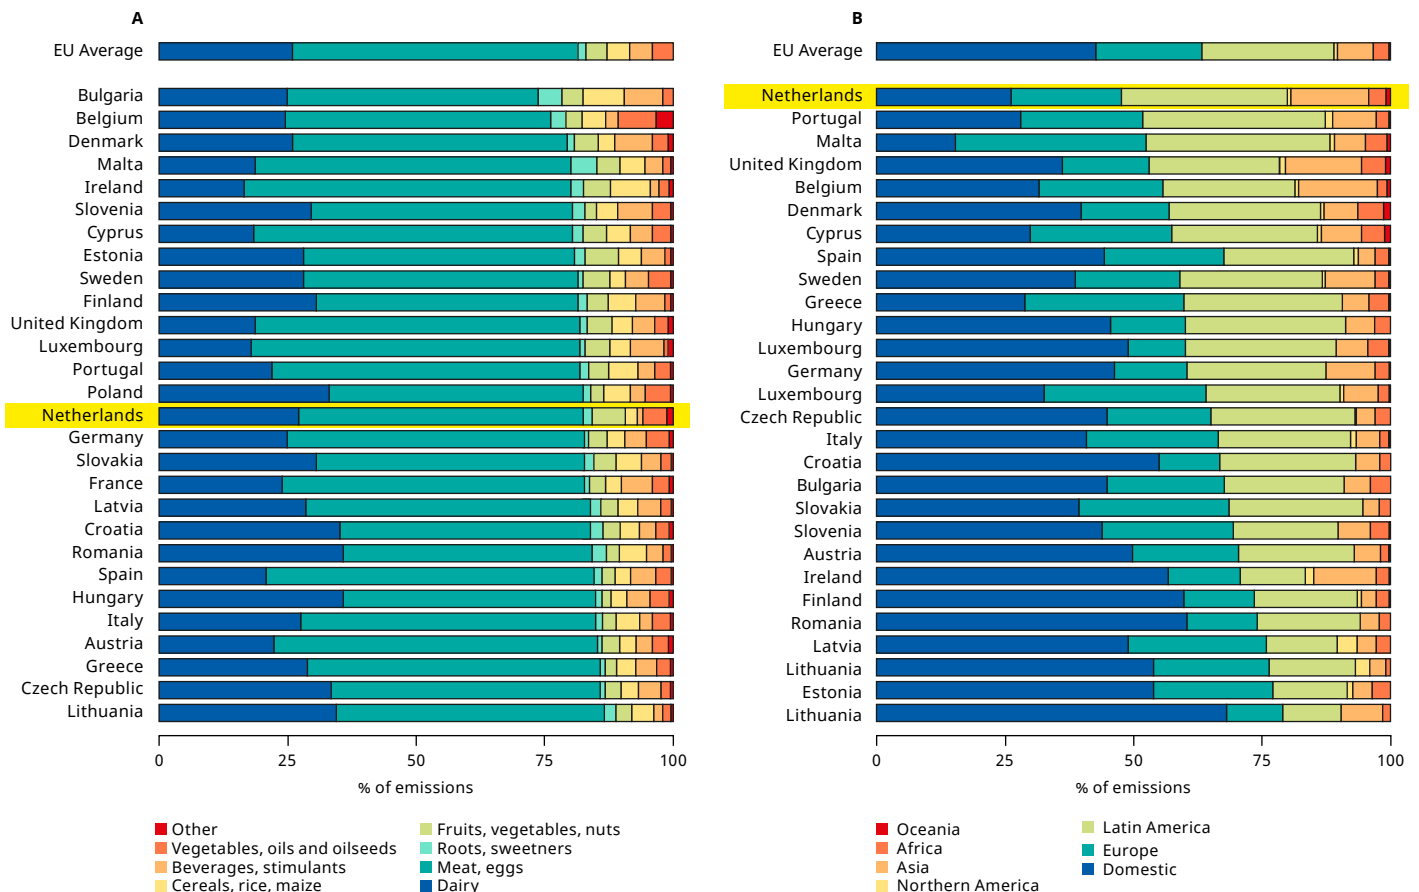 A
EU Average
Bulgaria
Belgium
Denmark
Malta
Ireland
Slovenia
Cyprus
Estonia
Sweden
Finland
United Kingdom
Luxembourg
Portugal
Poland
Netherlands
Germany
Slovakia
France
Latvia
Croatia
Romania
Spain
Hungary
Italy
Austria
Greece
Czech Republic
Lithuania
0 25 50 75 100
% of emissions
Other
Vegetables, oils and oilseeds
Beverages, stimulants
Cereals, rice, maize
Fruits, vegetables, nuts
Roots, sweetners
Meat, eggs
Dairy
B
EU Average
Netherlands
Portugal
Malta
United Kingdom
Belgium
Denmark
Cyprus
Spain
Sweden
Greece
Hungary
Luxembourg
Germany
Luxembourg
Czech Republic
Italy
Croatia
Bulgaria
Slovakia
Slovenia
Austria
Ireland
Finland
Romania
Latvia
Lithuania
Estonia
Lithuania
0 25 50 75 100
% of emissions
Oceania
Africa
Asia
Northern America
Latin America
Europe
Domestic